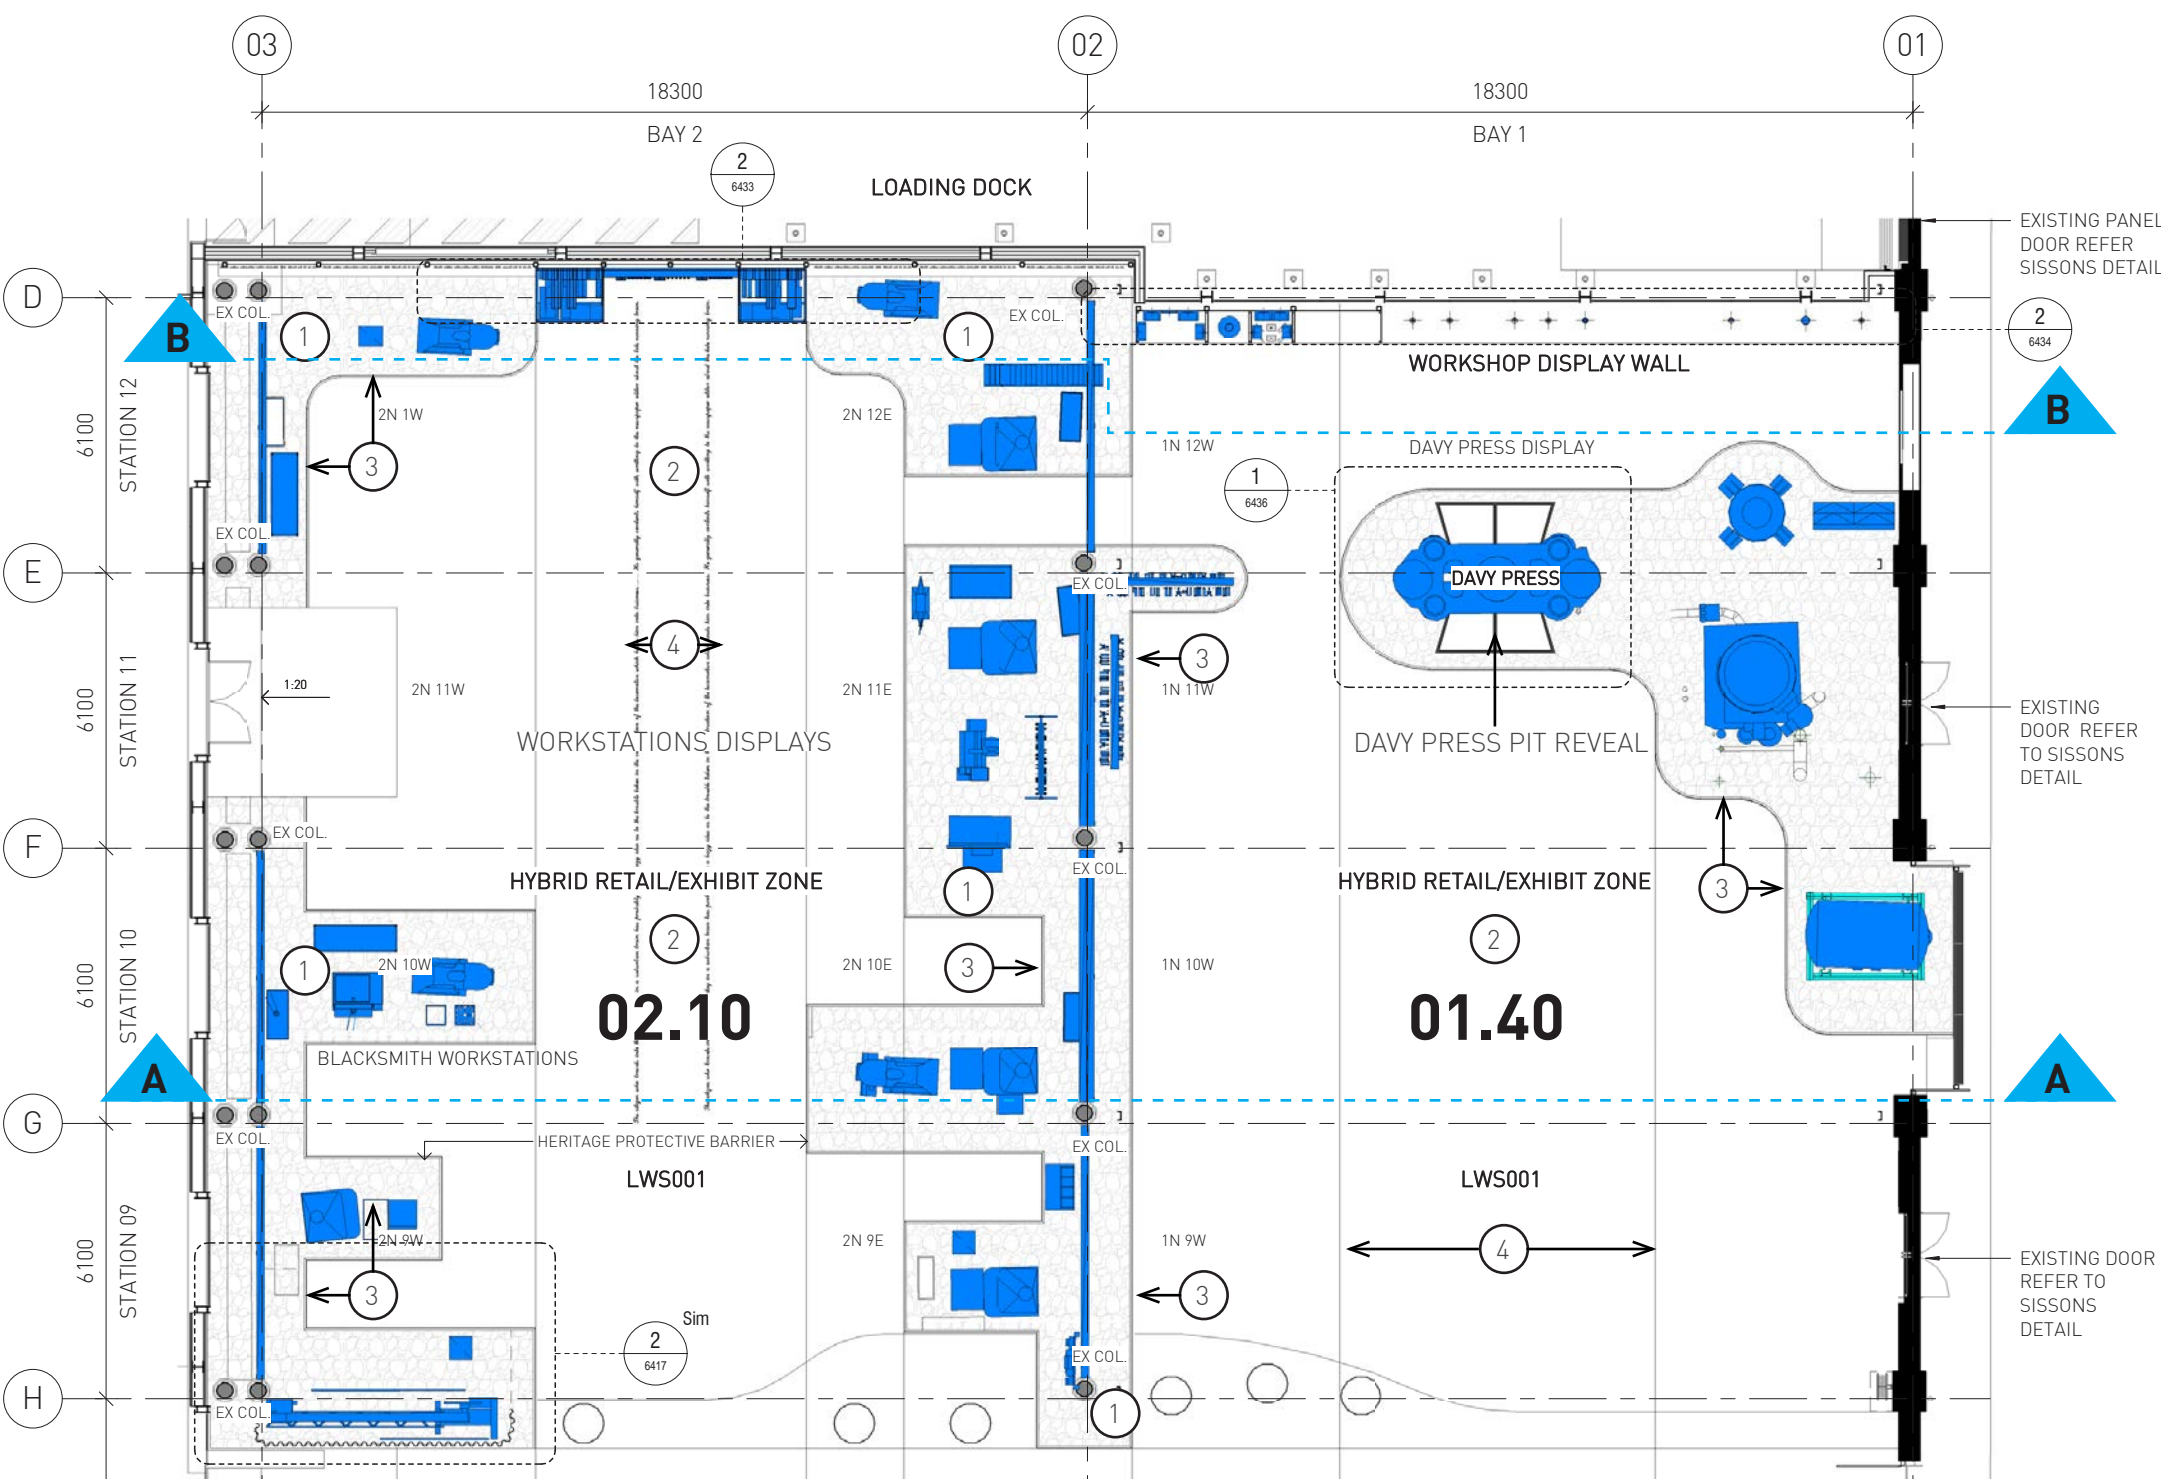 03
02
01
18300
18300
BAY 2
BAY 1
2
6433
LOADING DOCK
EXISTING PANEL
DOOR REFER
SISSONS DETAIL
D
EX COL.
EX COL.
B
1
1
2
6434
WORKSHOP DISPLAY WALL
B
STATION 12
6100
2N 1W
2N 12E
1N 12W
DAVY PRESS DISPLAY
3
2
1
6436
EX COL.
E
DAVY PRESS
EX COL.
STATION 11
6100
1:20
2N 11W
4
2N 11E
3
1N 11W
EXISTING
DOOR REFER
TO SISSONS
DETAIL
WORKSTATIONS DISPLAYS
DAVY PRESS PIT REVEAL
F
EX COL.
EX COL.
HYBRID RETAIL/EXHIBIT ZONE
1
HYBRID RETAIL/EXHIBIT ZONE
3
STATION 10
6100
1
2N 10W
2
2N 10E
3
1N 10W
2
02.10
01.40
BLACKSMITH WORKSTATIONS
A
A
G
EX COL.
HERITAGE PROTECTIVE BARRIER
EX COL.
LWS001
LWS001
STATION 09
6100
2N 9W
2N 9E
1N 9W
4
3
3
EXISTING DOOR
REFER TO
SISSONS
DETAIL
Sim
2
6417
EX COL.
H
EX COL.
1